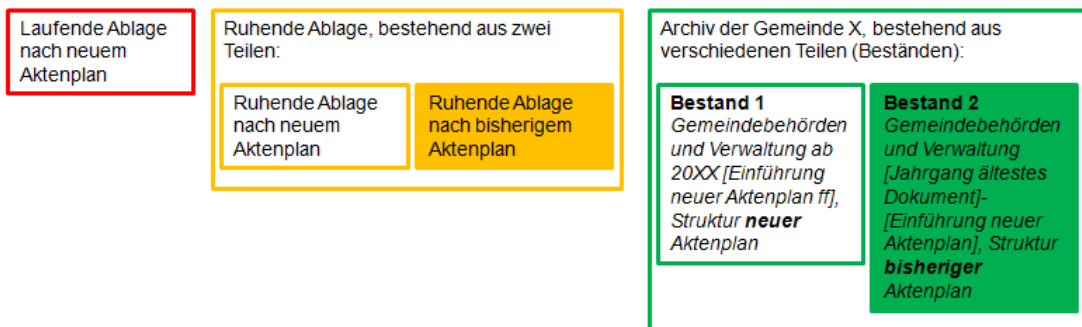 Laufende Ablage
nach neuem
Aktenplan
Ruhende Ablage, bestehend aus zwei
Teilen:
Ruhende Ablage
nach neuem
Aktenplan
Ruhende Ablage
nach bisherigem
Aktenplan
Archiv der Gemeinde X, bestehend aus
verschiedenen Teilen (Beständen):
Bestand 1
Gemeindebehörden
und Verwaltung ab
20XX [Einführung
neuer Aktenplan ff],
Struktur neuer
Aktenplan
Bestand 2
Gemeindebehörden
und Verwaltung
[Jahrgang ältestes
Dokument]-
[Einführung neuer
Aktenplan], Struktur
bisheriger
Aktenplan